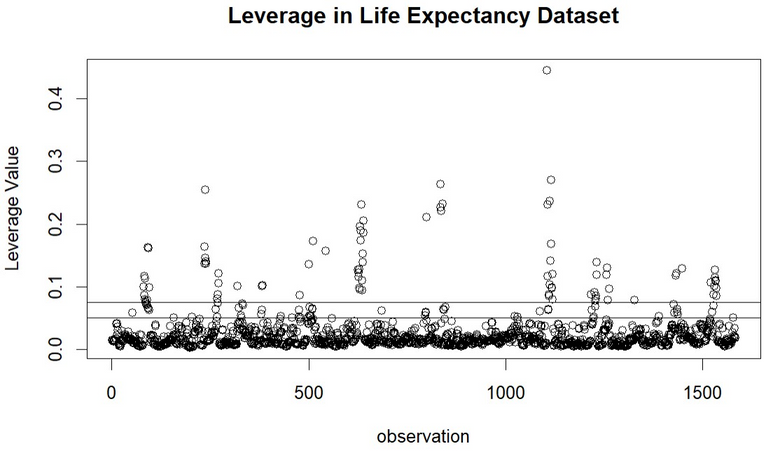 Leverage in Life Expectancy Dataset
Leverage Value
0.4
0.3
0.2
0.1
0.0
0 500 1000 1500
observation